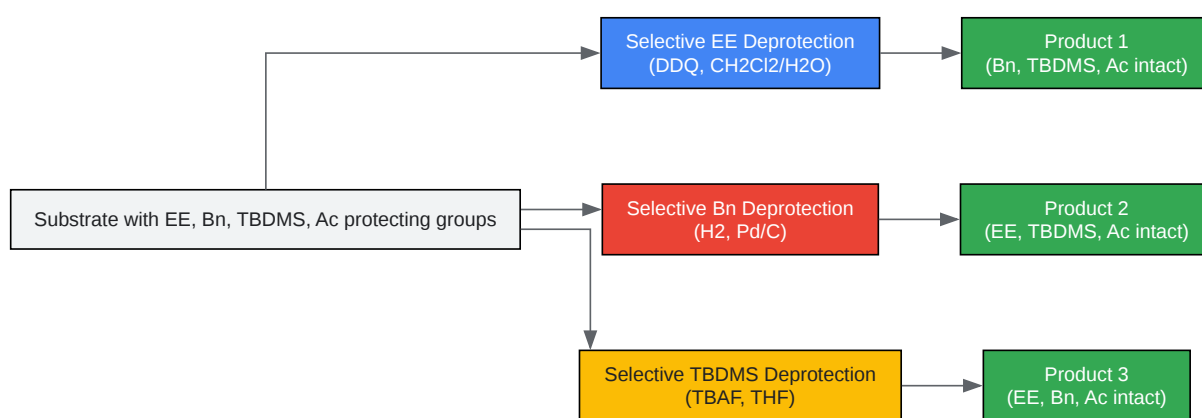 Selective EE Deprotection
(DDQ, CH2Cl2/H2O)
Product 1
(Bn, TBDMS, Ac intact)
Substrate with EE, Bn, TBDMS, Ac protecting groups
Selective Bn Deprotection
(H2, Pd/C)
Product 2
(EE, TBDMS, Ac intact)
Selective TBDMS Deprotection
(TBAF, THF)
Product 3
(EE, Bn, Ac intact)